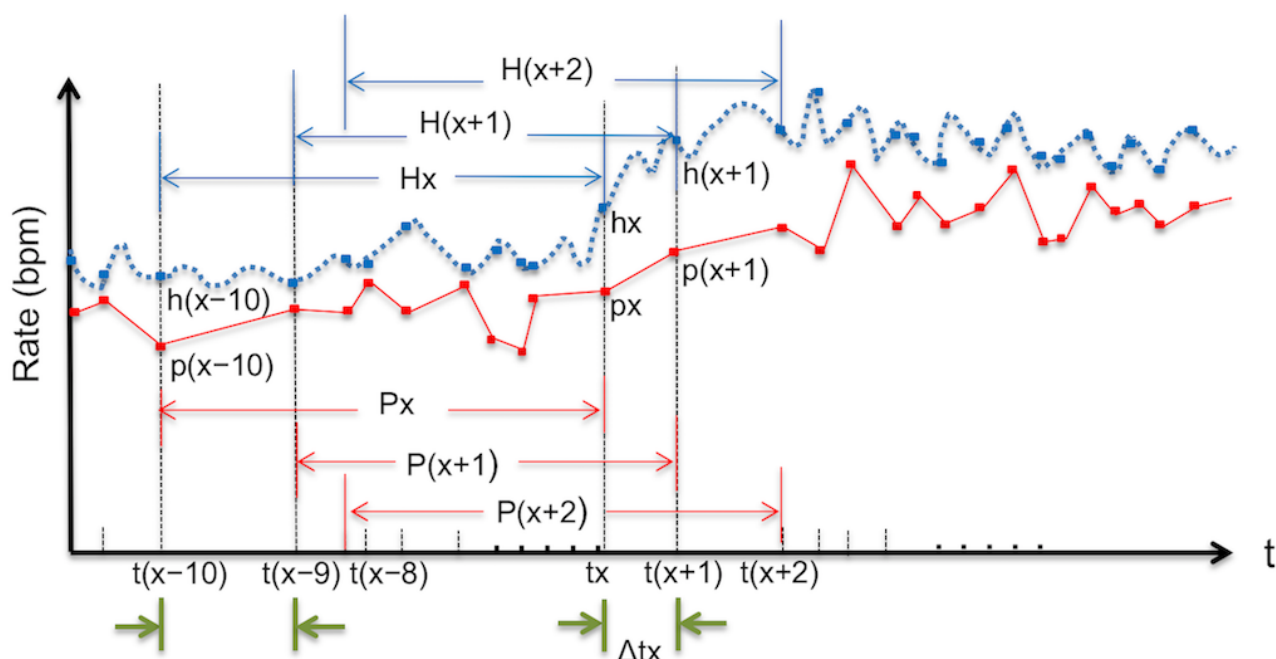 H(x+2)
H(x+1)
Hx
h(x+1)
hx
p(x+1)
h(x−10)
px
p(x−10)
Rate (bpm)
Px
P(x+1)
P(x+2)
t
t(x−10) t(x−9) t(x−8) tx t(x+1) t(x+2)
Δtx